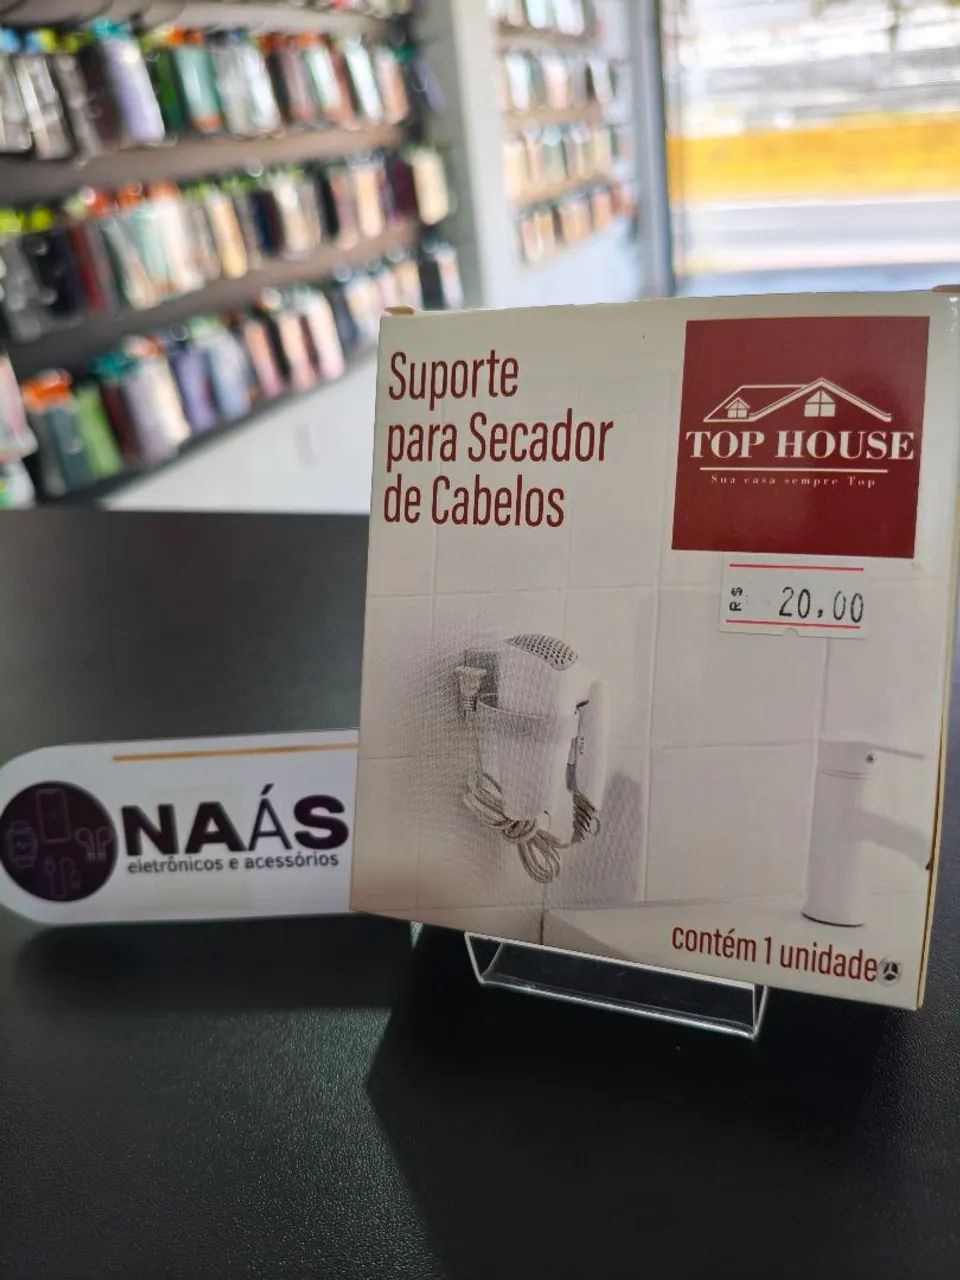 Suporte
para Secador
de Cabelos
TOP HOUSE
Sua casa sempre Top
R$ 20,00
NAÁS
eletrônicos e acessórios
contém 1 unidade